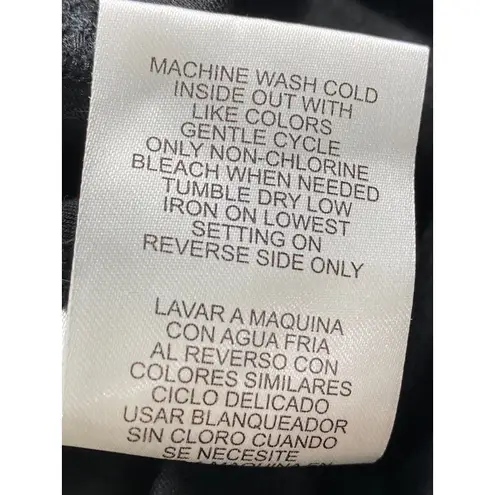 MACHINE WASH COLD
INSIDE OUT WITH
LIKE COLORS
GENTLE CYCLE
ONLY NON-CHLORINE
BLEACH WHEN NEEDED
TUMBLE DRY LOW
IRON ON LOWEST
SETTING ON
REVERSE SIDE ONLY
LAVAR A MAQUINA
CON AGUA FRIA
AL REVERSO CON
COLORES SIMILARES
CICLO DELICADO
USAR BLANQUEADOR
SIN CLORO CUANDO
SE NECESITE
A MAQUINA EN